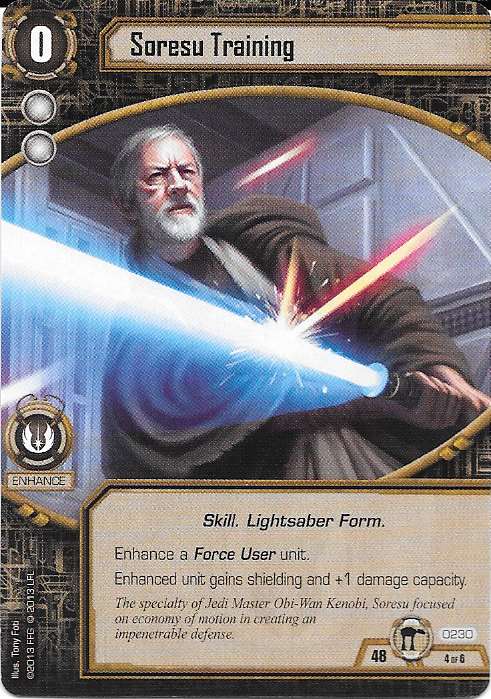 0
Soresu Training
ENHANCE
Skill. Lightsaber Form.
Enhance a Force User unit.
Enhanced unit gains shielding and +1 damage capacity.
The specialty of Jedi Master Obi-Wan Kenobi, Soresu focused
on economy of motion in creating an
impenetrable defense.
Illus. Tony Foti
©2013 FFG ©2013 LFL
0230
48
4 of 6